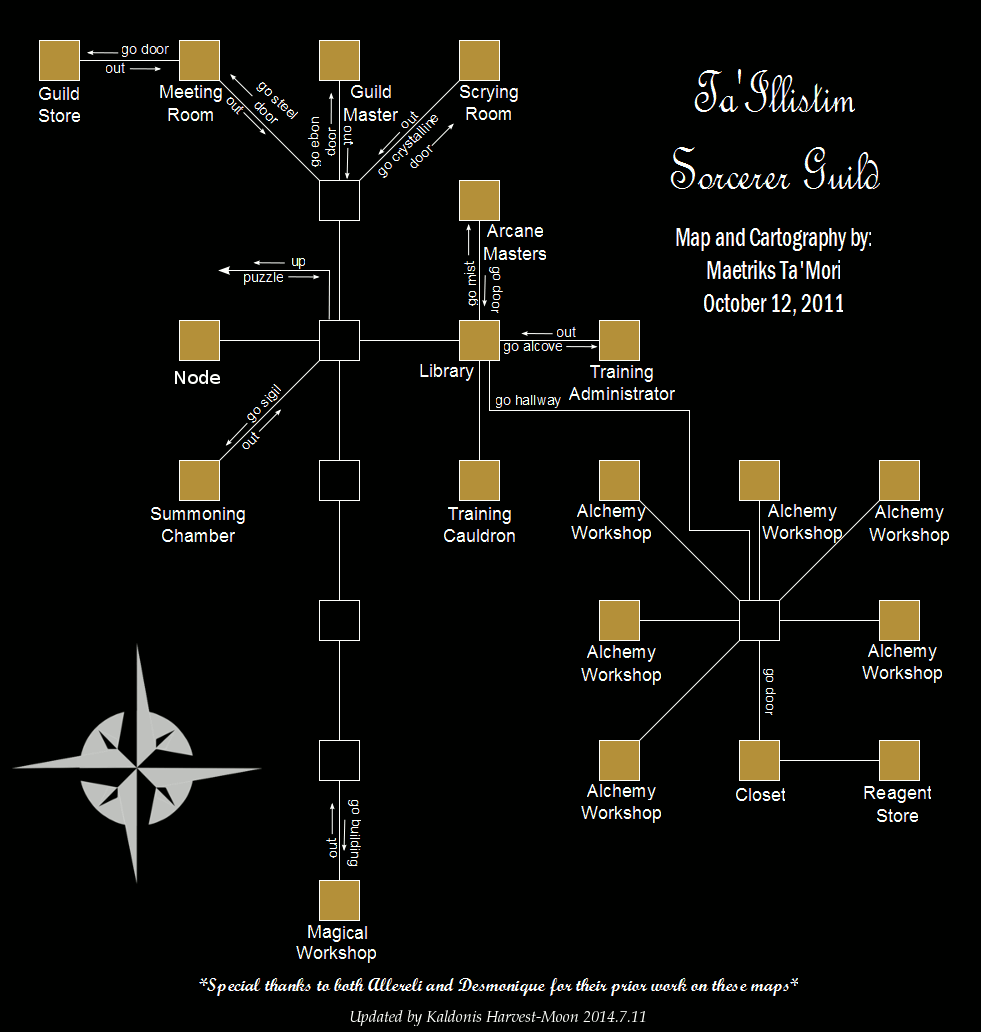 Ta'Illistim
Sorcerer Guild
Map and Cartography by:
Maetriks Ta'Mori
October 12, 2011
go door
out
Guild
Store
Meeting
Room
go steel
door
out
Guild
Master
go ebon
door
out
Scrying
Room
out
go crystalline
door
Arcane
Masters
go mist
go door
up
puzzle
Node
Library
out
go alcove
Training
Administrator
go hallway
go sigil
out
Summoning
Chamber
Training
Cauldron
Alchemy
Workshop
Alchemy
Workshop
Alchemy
Workshop
Alchemy
Workshop
Alchemy
Workshop
go door
Alchemy
Workshop
Closet
Reagent
Store
go building
out
Magical
Workshop
*Special thanks to both Allereli and Desmonique for their prior work on these maps*
Updated by Kaldonis Harvest-Moon 2014.7.11